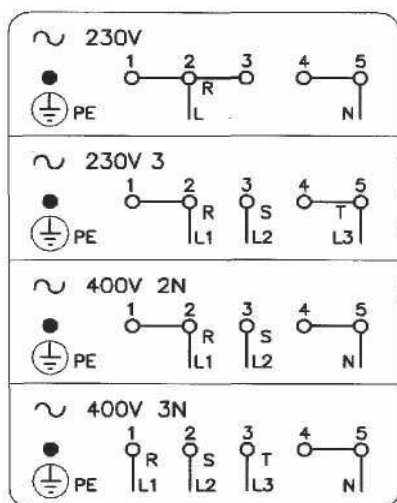 ∼ 230V
1 2 3 4 5
R
PE L N
∼ 230V 3
1 2 3 4 5
R S T
PE L1 L2 L3
∼ 400V 2N
1 2 3 4 5
R S
PE L1 L2 N
∼ 400V 3N
1 2 3 4 5
R S T
PE L1 L2 L3 N